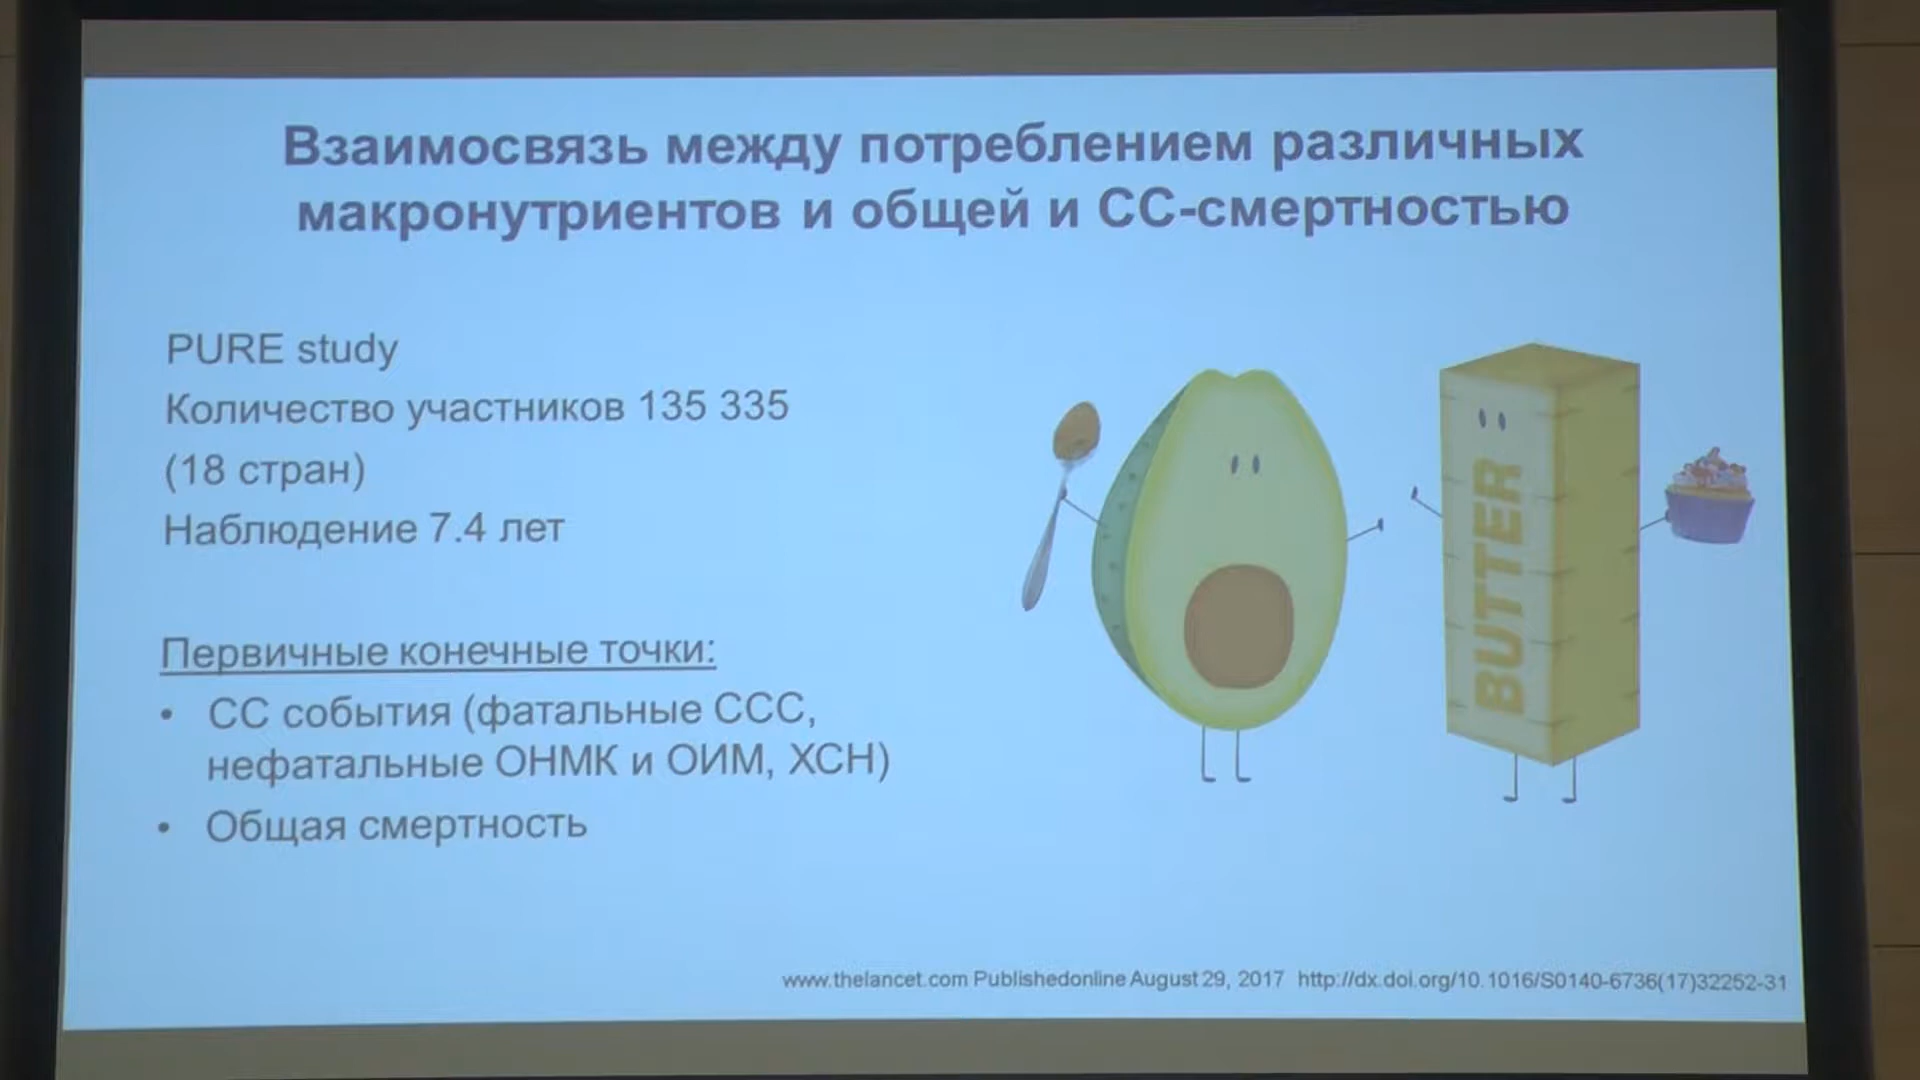 Взаимосвязь между потреблением различных
макронутриентов и общей и СС-смертностью
PURE study
Количество участников 135 335
(18 стран)
Наблюдение 7.4 лет
Первичные конечные точки:
• СС события (фатальные ССС,
нефатальные ОНМК и ОИМ, ХСН)
• Общая смертность
BUTTER
www.thelancet.com Publishedonline August 29, 2017 http://dx.doi.org/10.1016/S0140-6736(17)32252-31